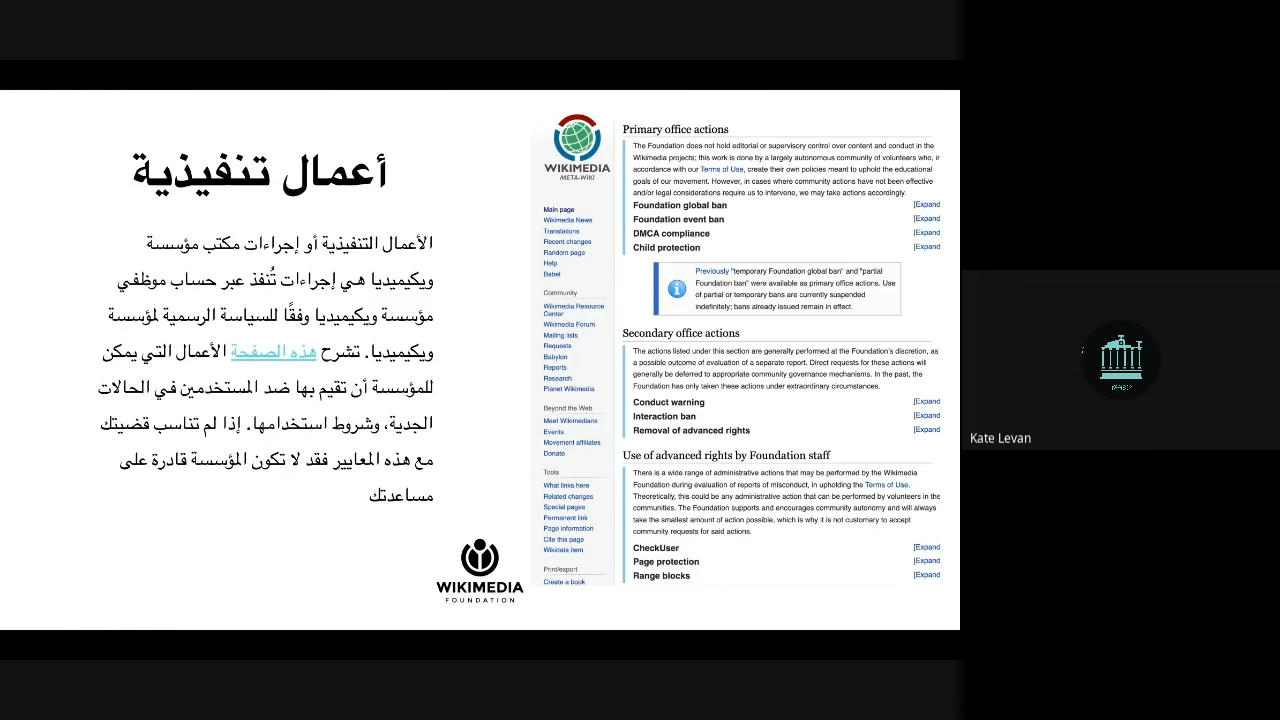 أعمال تنفيذية
الأعمال التنفيذية أو إجراءات مكتب مؤسسة
ويكيميديا هي إجراءات تُنفذ عبر حساب موظفي
مؤسسة ويكيميديا وفقًا للسياسة الرسمية لمؤسسة
ويكيميديا. تشرح هذه الصفحة الأعمال التي يمكن
للمؤسسة أن تقيم بها ضد المستخدمين في الحالات
الجدية، وشروط استخدامها. إذا لم تناسب قضيتك
مع هذه المعايير فقد لا تكون المؤسسة قادرة على
مساعدتك
WIKIMEDIA
FOUNDATION
WIKIMEDIA
META-WIKI
Main page
Wikimedia News
Translations
Recent changes
Random page
Help
Babel
Community
Wikimedia Resource
Center
Wikimedia Forum
Mailing lists
Requests
Babylon
Reports
Research
Planet Wikimedia
Beyond the Web
Meet Wikimedians
Events
Movement affiliates
Donate
Tools
What links here
Related changes
Special pages
Permanent link
Page information
Cite this page
Wikidata item
Print/export
Create a book
Primary office actions
The Foundation does not hold editorial or supervisory control over content and conduct in the
Wikimedia projects; this work is done by a largely autonomous community of volunteers who, in
accordance with our Terms of Use, create their own policies meant to uphold the educational
goals of our movement. However, in cases where community actions have not been effective
and/or legal considerations require us to intervene, we may take actions accordingly.
Foundation global ban [Expand
Foundation event ban [Expand
DMCA compliance [Expand
Child protection [Expand
Previously "temporary Foundation global ban" and "partial
Foundation ban" were available as primary office actions. Use
of partial or temporary bans are currently suspended
indefinitely; bans already issued remain in effect.
Secondary office actions
The actions listed under this section are generally performed at the Foundation's discretion, as
a possible outcome of evaluation of a separate report. Direct requests for these actions will
generally be deferred to appropriate community governance mechanisms. In the past, the
Foundation has only taken these actions under extraordinary circumstances.
Conduct warning [Expand
Interaction ban [Expand
Removal of advanced rights [Expand
Use of advanced rights by Foundation staff
There is a wide range of administrative actions that may be performed by the Wikimedia
Foundation during evaluation of reports of misconduct, in upholding the Terms of Use.
Theoretically, this could be any administrative action that can be performed by volunteers in the
communities. The Foundation supports and encourages community autonomy and will always
take the smallest amount of action possible, which is why it is not customary to accept
community requests for said actions.
CheckUser [Expand
Page protection [Expand
Range blocks [Expand
Kate Levan